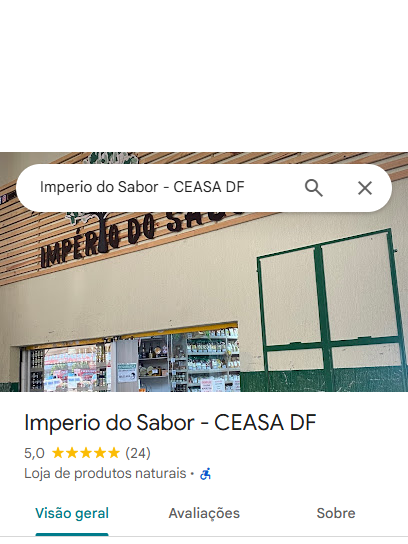 Imperio do Sabor - CEASA DF
IMPÉRIO DO
Imperio do Sabor - CEASA DF
5,0 ★★★★★ (24)
Loja de produtos naturais •
Visão geral
Avaliações
Sobre